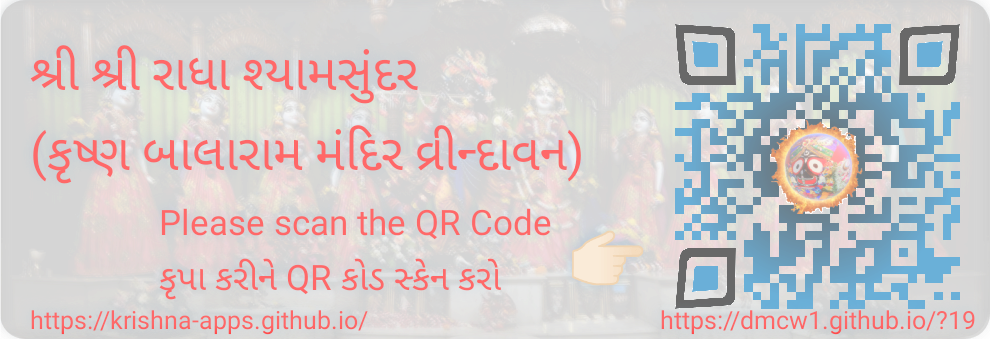 શ્રી શ્રી રાધા શ્યામસુંદર
(કૃષ્ણ બાલારામ મંદિર વ્રીન્દાવન)
Please scan the QR Code
કૃપા કરીને QR કોડ સ્કેન કરો
https://krishna-apps.github.io/
https://dmcw1.github.io/?19